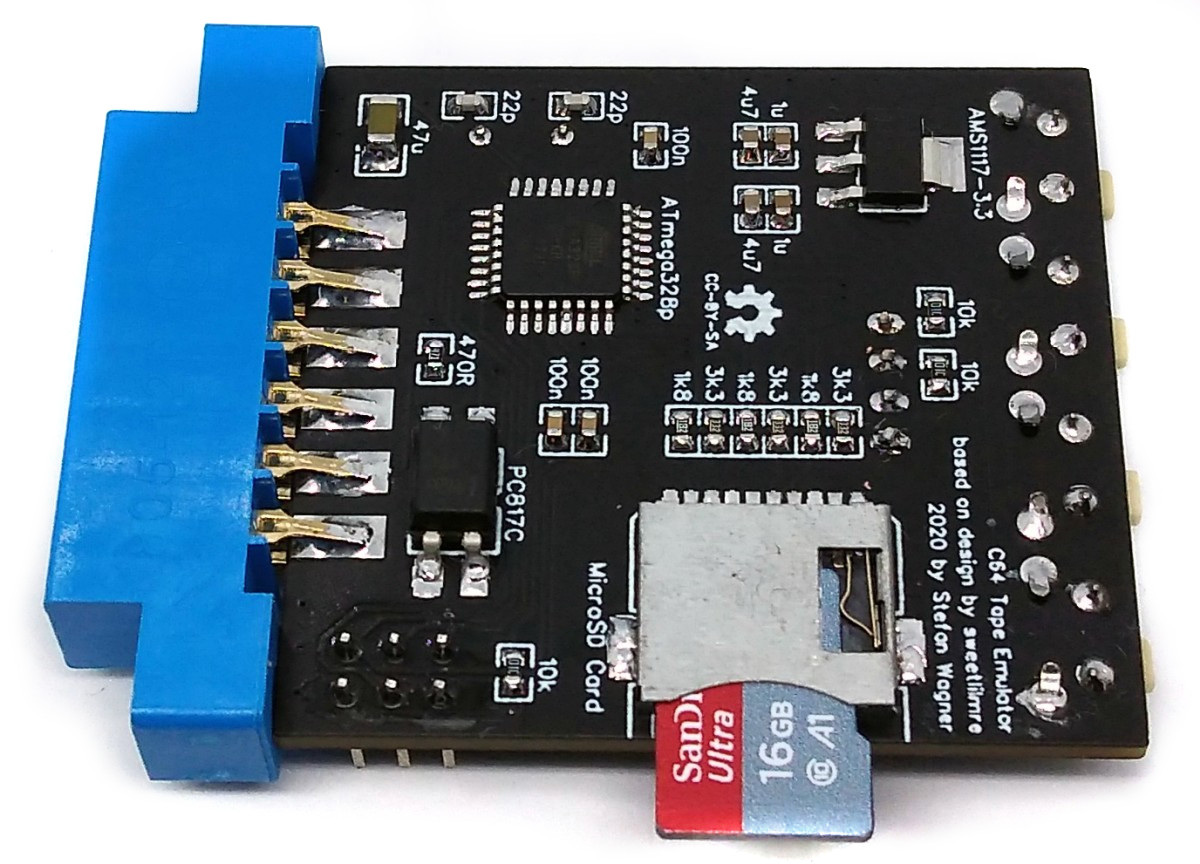 47u
22p
22p
100n
4u7
1u
4u7
1u
AMS1117-3.3
ATmega328p
CC-BY-SA
10k
10k
470R
100n
100n
1k8
3k3
1k8
3k3
1k8
3k3
PC817C
MicroSD Card
10k
C64 Tape Emulator
based on design by sweetlilmre
2020 by Stefan Wagner
SanDi
Ultra
16GB
10 A1